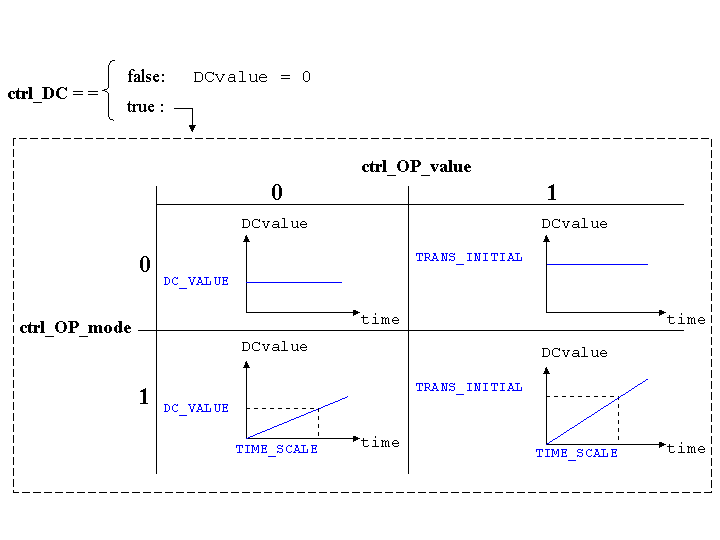 false: DCvalue = 0
ctrl_DC = =
true :
ctrl_OP_value
0 1
DCvalue DCvalue
0
TRANS_INITIAL
DC_VALUE
time time
ctrl_OP_mode
DCvalue DCvalue
1
TRANS_INITIAL
DC_VALUE
time time
TIME_SCALE TIME_SCALE